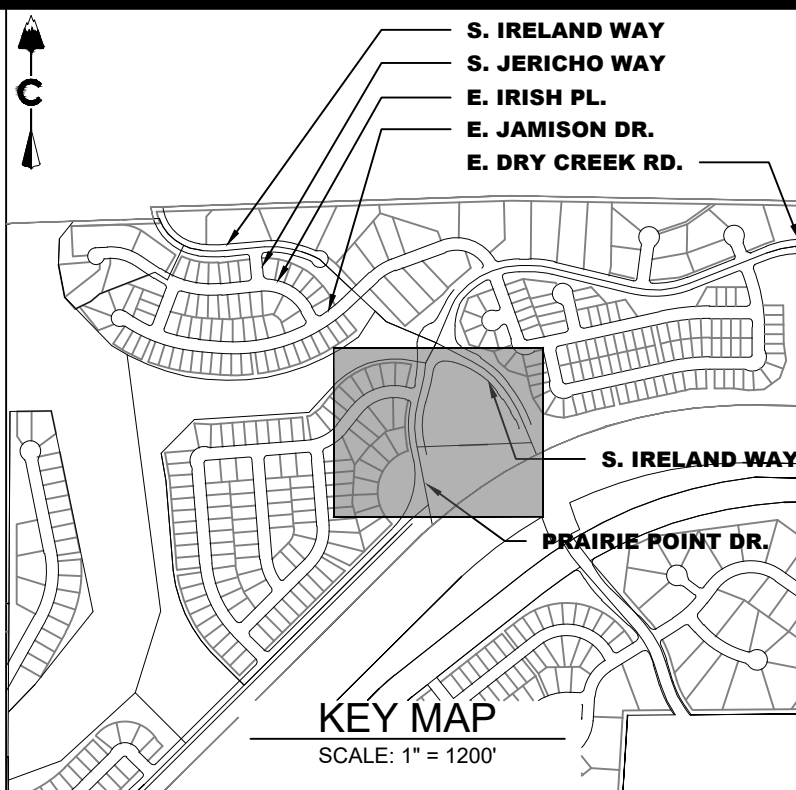 S. IRELAND WAY
S. JERICHO WAY
E. IRISH PL.
E. JAMISON DR.
E. DRY CREEK RD.
C
S. IRELAND WAY
PRAIRIE POINT DR.
KEY MAP
SCALE: 1" = 1200'